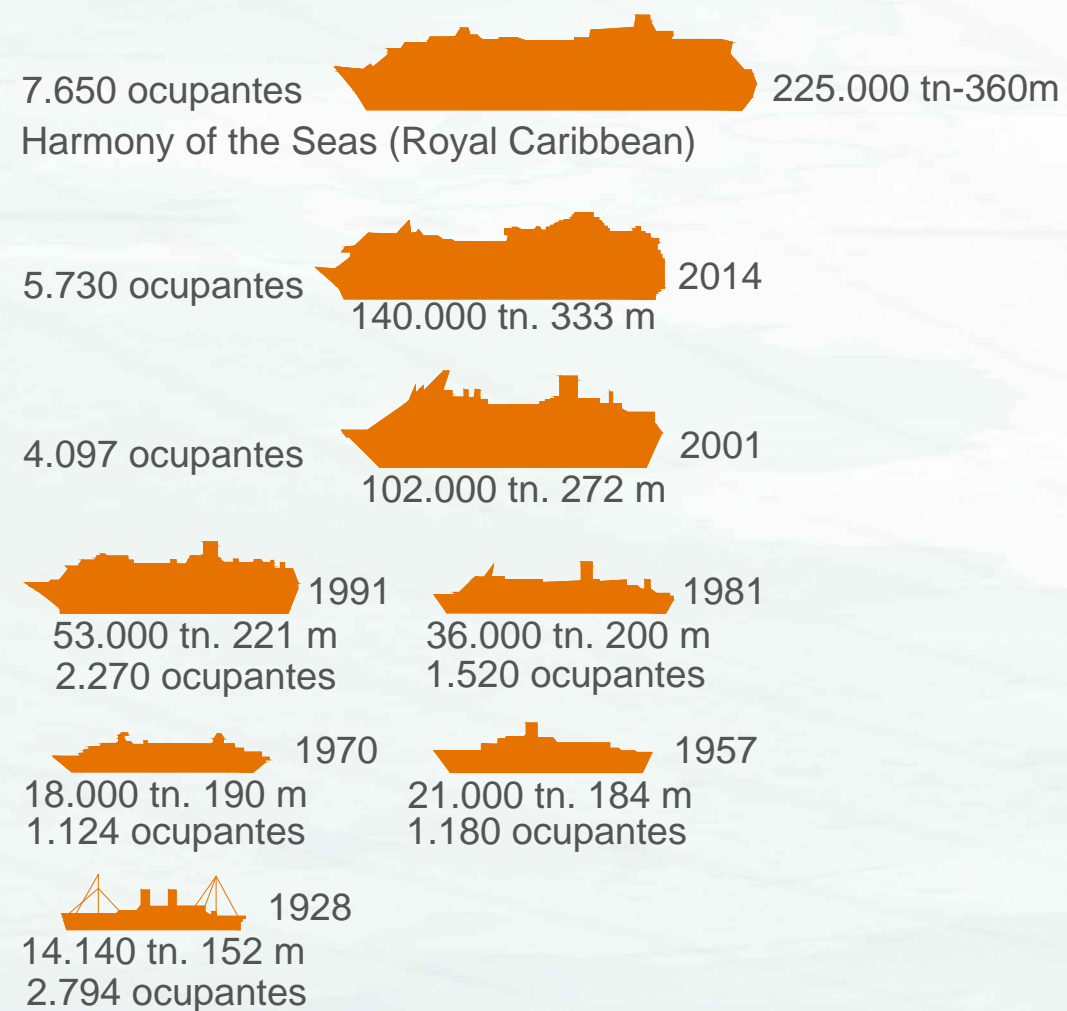 7.650 ocupantes
225.000 tn-360m
Harmony of the Seas (Royal Caribbean)
5.730 ocupantes
2014
140.000 tn. 333 m
4.097 ocupantes
2001
102.000 tn. 272 m
1991
53.000 tn. 221 m
2.270 ocupantes
1981
36.000 tn. 200 m
1.520 ocupantes
1970
18.000 tn. 190 m
1.124 ocupantes
1957
21.000 tn. 184 m
1.180 ocupantes
1928
14.140 tn. 152 m
2.794 ocupantes